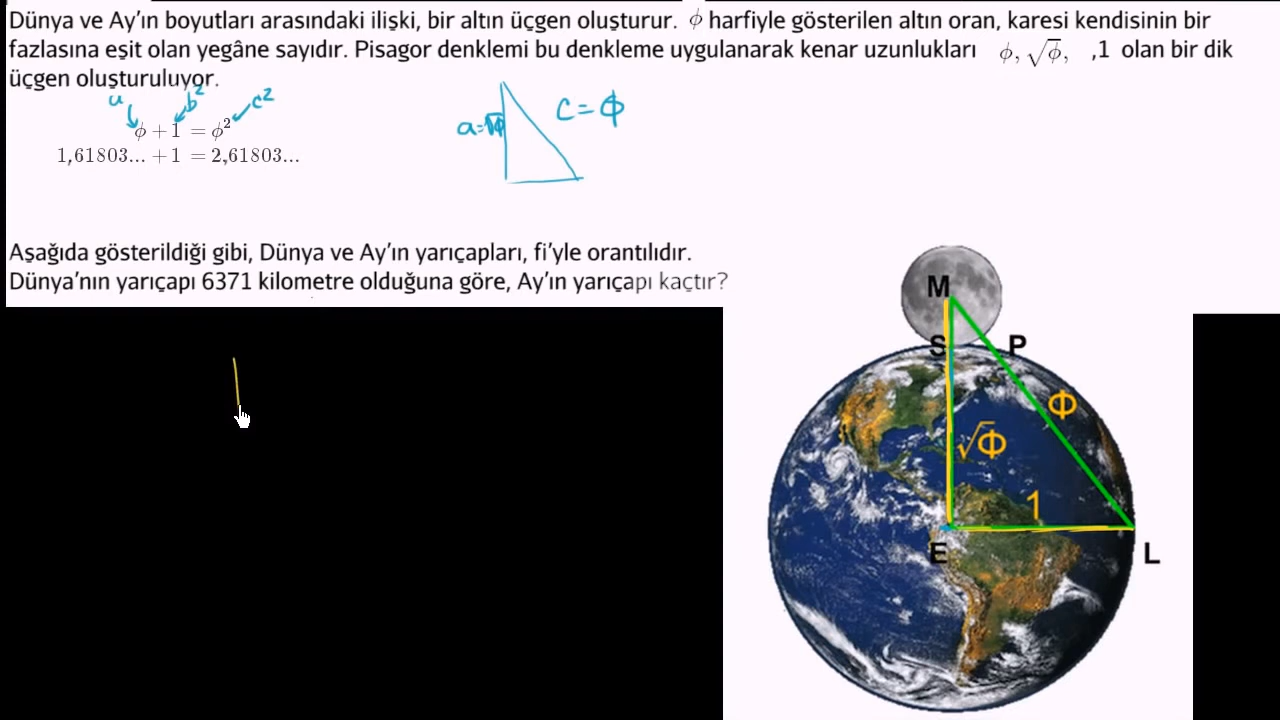 Dünya ve Ay'ın boyutları arasındaki ilişki, bir altın üçgen oluşturur. ϕ harfiyle gösterilen altın oran, karesi kendisinin bir
fazlasına eşit olan yegâne sayıdır. Pisagor denklemi bu denkleme uygulanarak kenar uzunlukları ϕ, √ϕ, ,1 olan bir dik
üçgen oluşturuluyor.
a b² c²
ϕ + 1 = ϕ²
1,61803... + 1 = 2,61803...
a=√ϕ c=ϕ
Aşağıda gösterildiği gibi, Dünya ve Ay'ın yarıçapları, fi'yle orantılıdır.
Dünya'nın yarıçapı 6371 kilometre olduğuna göre, Ay'ın yarıçapı kaçtır?
M
S P
Φ
√Φ
1
E L